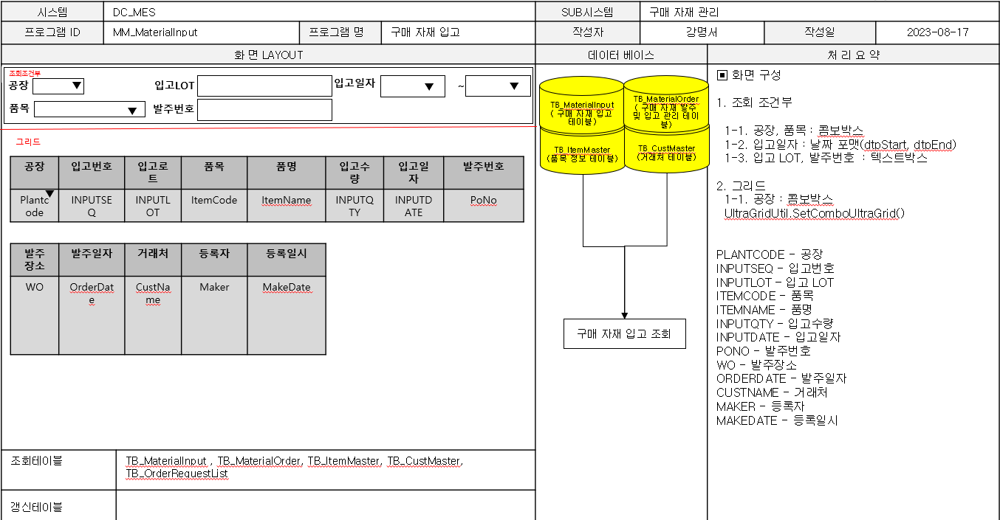 시스템 DC_MES SUB시스템 구매 자재 관리
프로그램 ID MM_MaterialInput 프로그램 명 구매 자재 입고 작성자 강명서 작성일 2023-08-17
화 면 LAYOUT 데이터 베이스 처 리 요 약
조회조건부
공장 입고LOT 입고일자 ~
품목 발주번호
그리드
공장 입고번호 입고로 품목 품명 입고수 입고일 발주번호
트 량 자
Plantc INPUTSE INPUTL ItemCode ItemName INPUTQ INPUTD PoNo
ode Q OT TY ATE
발주 발주일자 거래처 등록자 등록일시
장소
WO OrderDat CustNa Maker MakeDate
e me
조회테이블
TB_MaterialInput , TB_MaterialOrder, TB_ItemMaster, TB_CustMaster,
TB_OrderRequestList
갱신테이블
TB_MaterialInput
( 구매 자재 입고
테이블)
TB_MaterialOrder
( 구매 자재 발주
및 입고 관리 테이
블)
TB_ItemMaster
(품목 정보 테이블)
TB_CustMaster
(거래처 테이블)
구매 자재 입고 조회
▣ 화면 구성
1. 조회 조건부
1-1. 공장, 품목 : 콤보박스
1-2. 입고일자 : 날짜 포맷(dtpStart, dtpEnd)
1-3. 입고 LOT, 발주번호 : 텍스트박스
2. 그리드
1-1. 공장 : 콤보박스
UltraGridUtil.SetComboUltraGrid()
PLANTCODE - 공장
INPUTSEQ - 입고번호
INPUTLOT - 입고 LOT
ITEMCODE - 품목
ITEMNAME - 품명
INPUTQTY - 입고수량
INPUTDATE - 입고일자
PONO - 발주번호
WO - 발주장소
ORDERDATE - 발주일자
CUSTNAME - 거래처
MAKER - 등록자
MAKEDATE - 등록일시